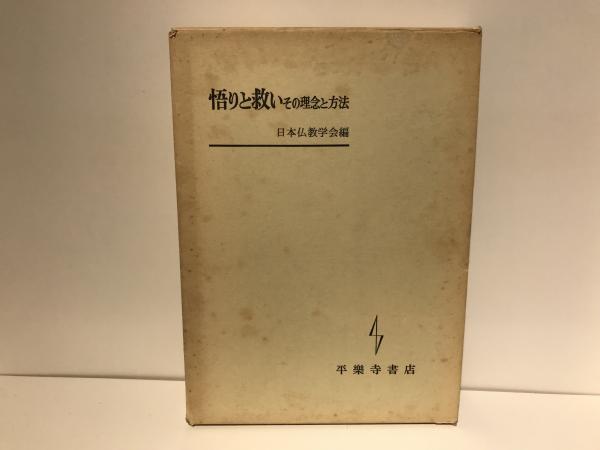 悟りと救いその理念と方法
日本仏教学会編
平樂寺書店